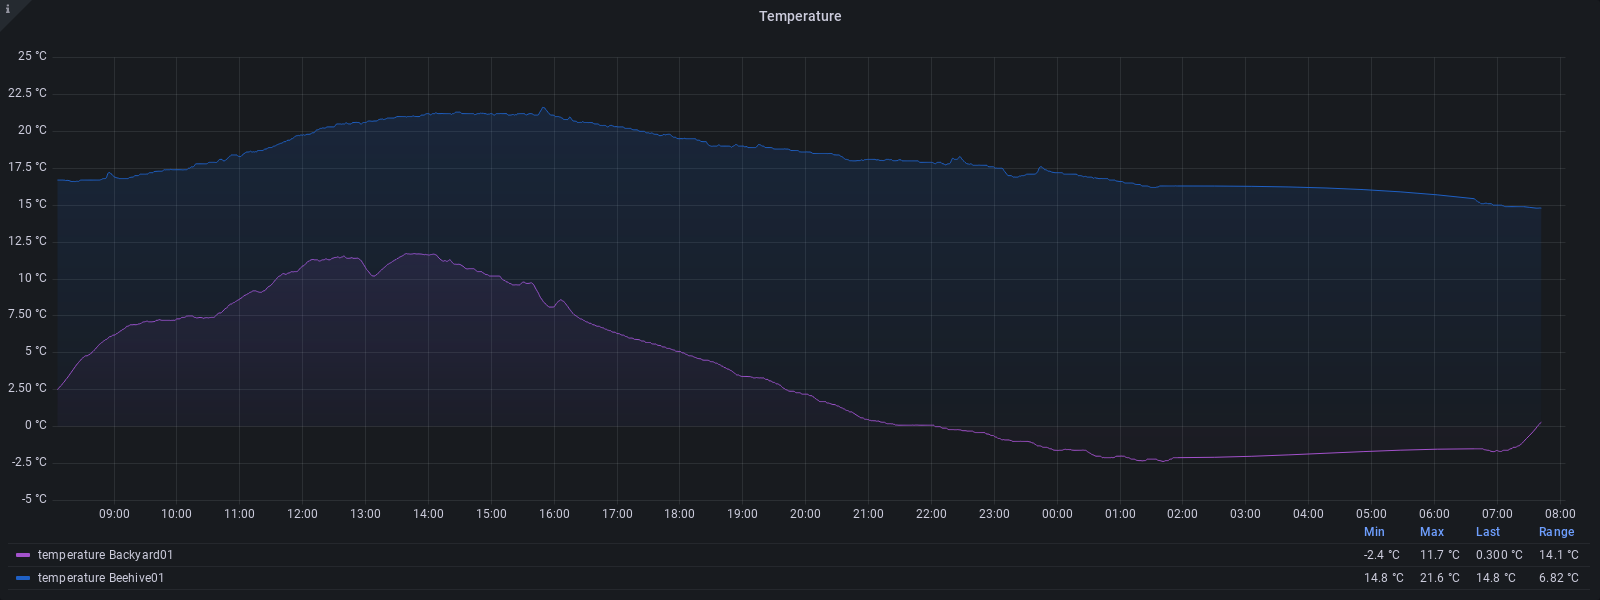 i
Temperature
25 °C
22.5 °C
20 °C
17.5 °C
15 °C
12.5 °C
10 °C
7.50 °C
5 °C
2.50 °C
0 °C
-2.5 °C
-5 °C
09:00 10:00 11:00 12:00 13:00 14:00 15:00 16:00 17:00 18:00 19:00 20:00 21:00 22:00 23:00 00:00 01:00 02:00 03:00 04:00 05:00 06:00 07:00 08:00
Min Max Last Range
temperature Backyard01 -2.4 °C 11.7 °C 0.300 °C 14.1 °C
temperature Beehive01 14.8 °C 21.6 °C 14.8 °C 6.82 °C